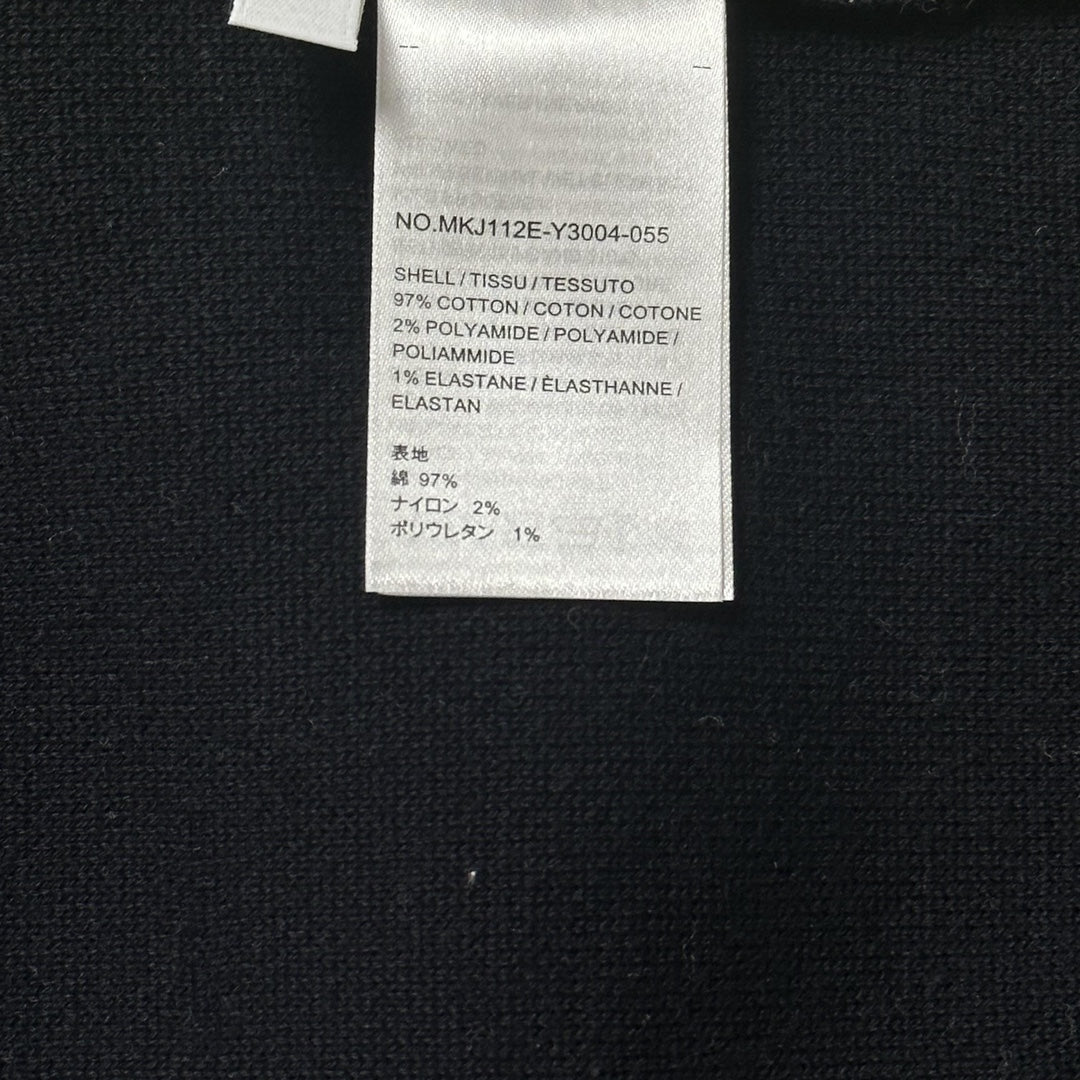 NO.MKJ112E-Y3004-055
SHELL / TISSU / TESSUTO
97% COTTON / COTON / COTONE
2% POLYAMIDE / POLYAMIDE /
POLIAMMIDE
1% ELASTANE / ÈLASTHANNE /
ELASTAN
表地
綿 97%
ナイロン 2%
ポリウレタン 1%